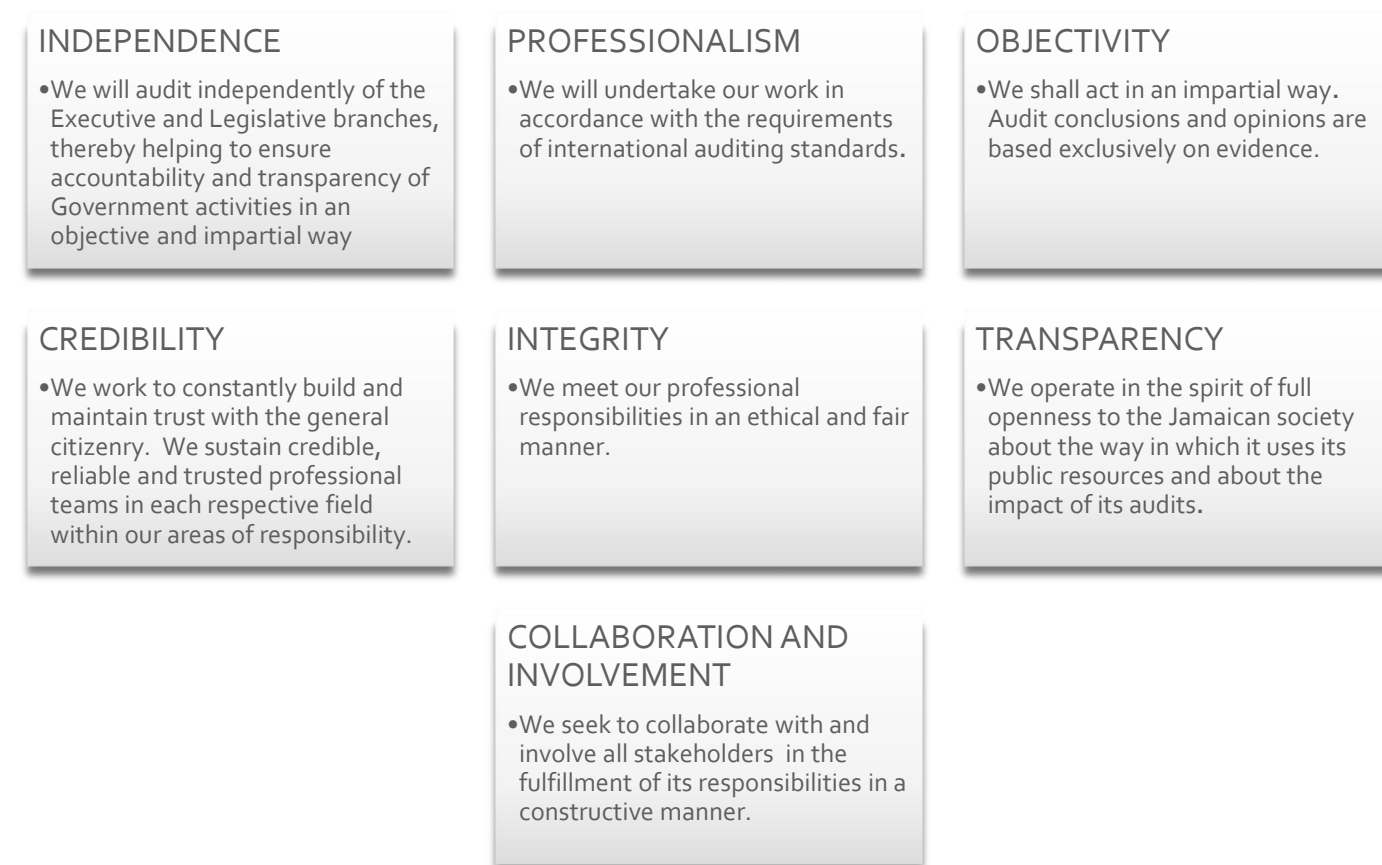 INDEPENDENCE
•We will audit independently of the
Executive and Legislative branches,
thereby helping to ensure
accountability and transparency of
Government activities in an
objective and impartial way
PROFESSIONALISM
•We will undertake our work in
accordance with the requirements
of international auditing standards.
OBJECTIVITY
•We shall act in an impartial way.
Audit conclusions and opinions are
based exclusively on evidence.
CREDIBILITY
•We work to constantly build and
maintain trust with the general
citizenry.  We sustain credible,
reliable and trusted professional
teams in each respective field
within our areas of responsibility.
INTEGRITY
•We meet our professional
responsibilities in an ethical and fair
manner.
TRANSPARENCY
•We operate in the spirit of full
openness to the Jamaican society
about the way in which it uses its
public resources and about the
impact of its audits.
COLLABORATION AND
INVOLVEMENT
•We seek to collaborate with and
involve all stakeholders  in the
fulfillment of its responsibilities in a
constructive manner.